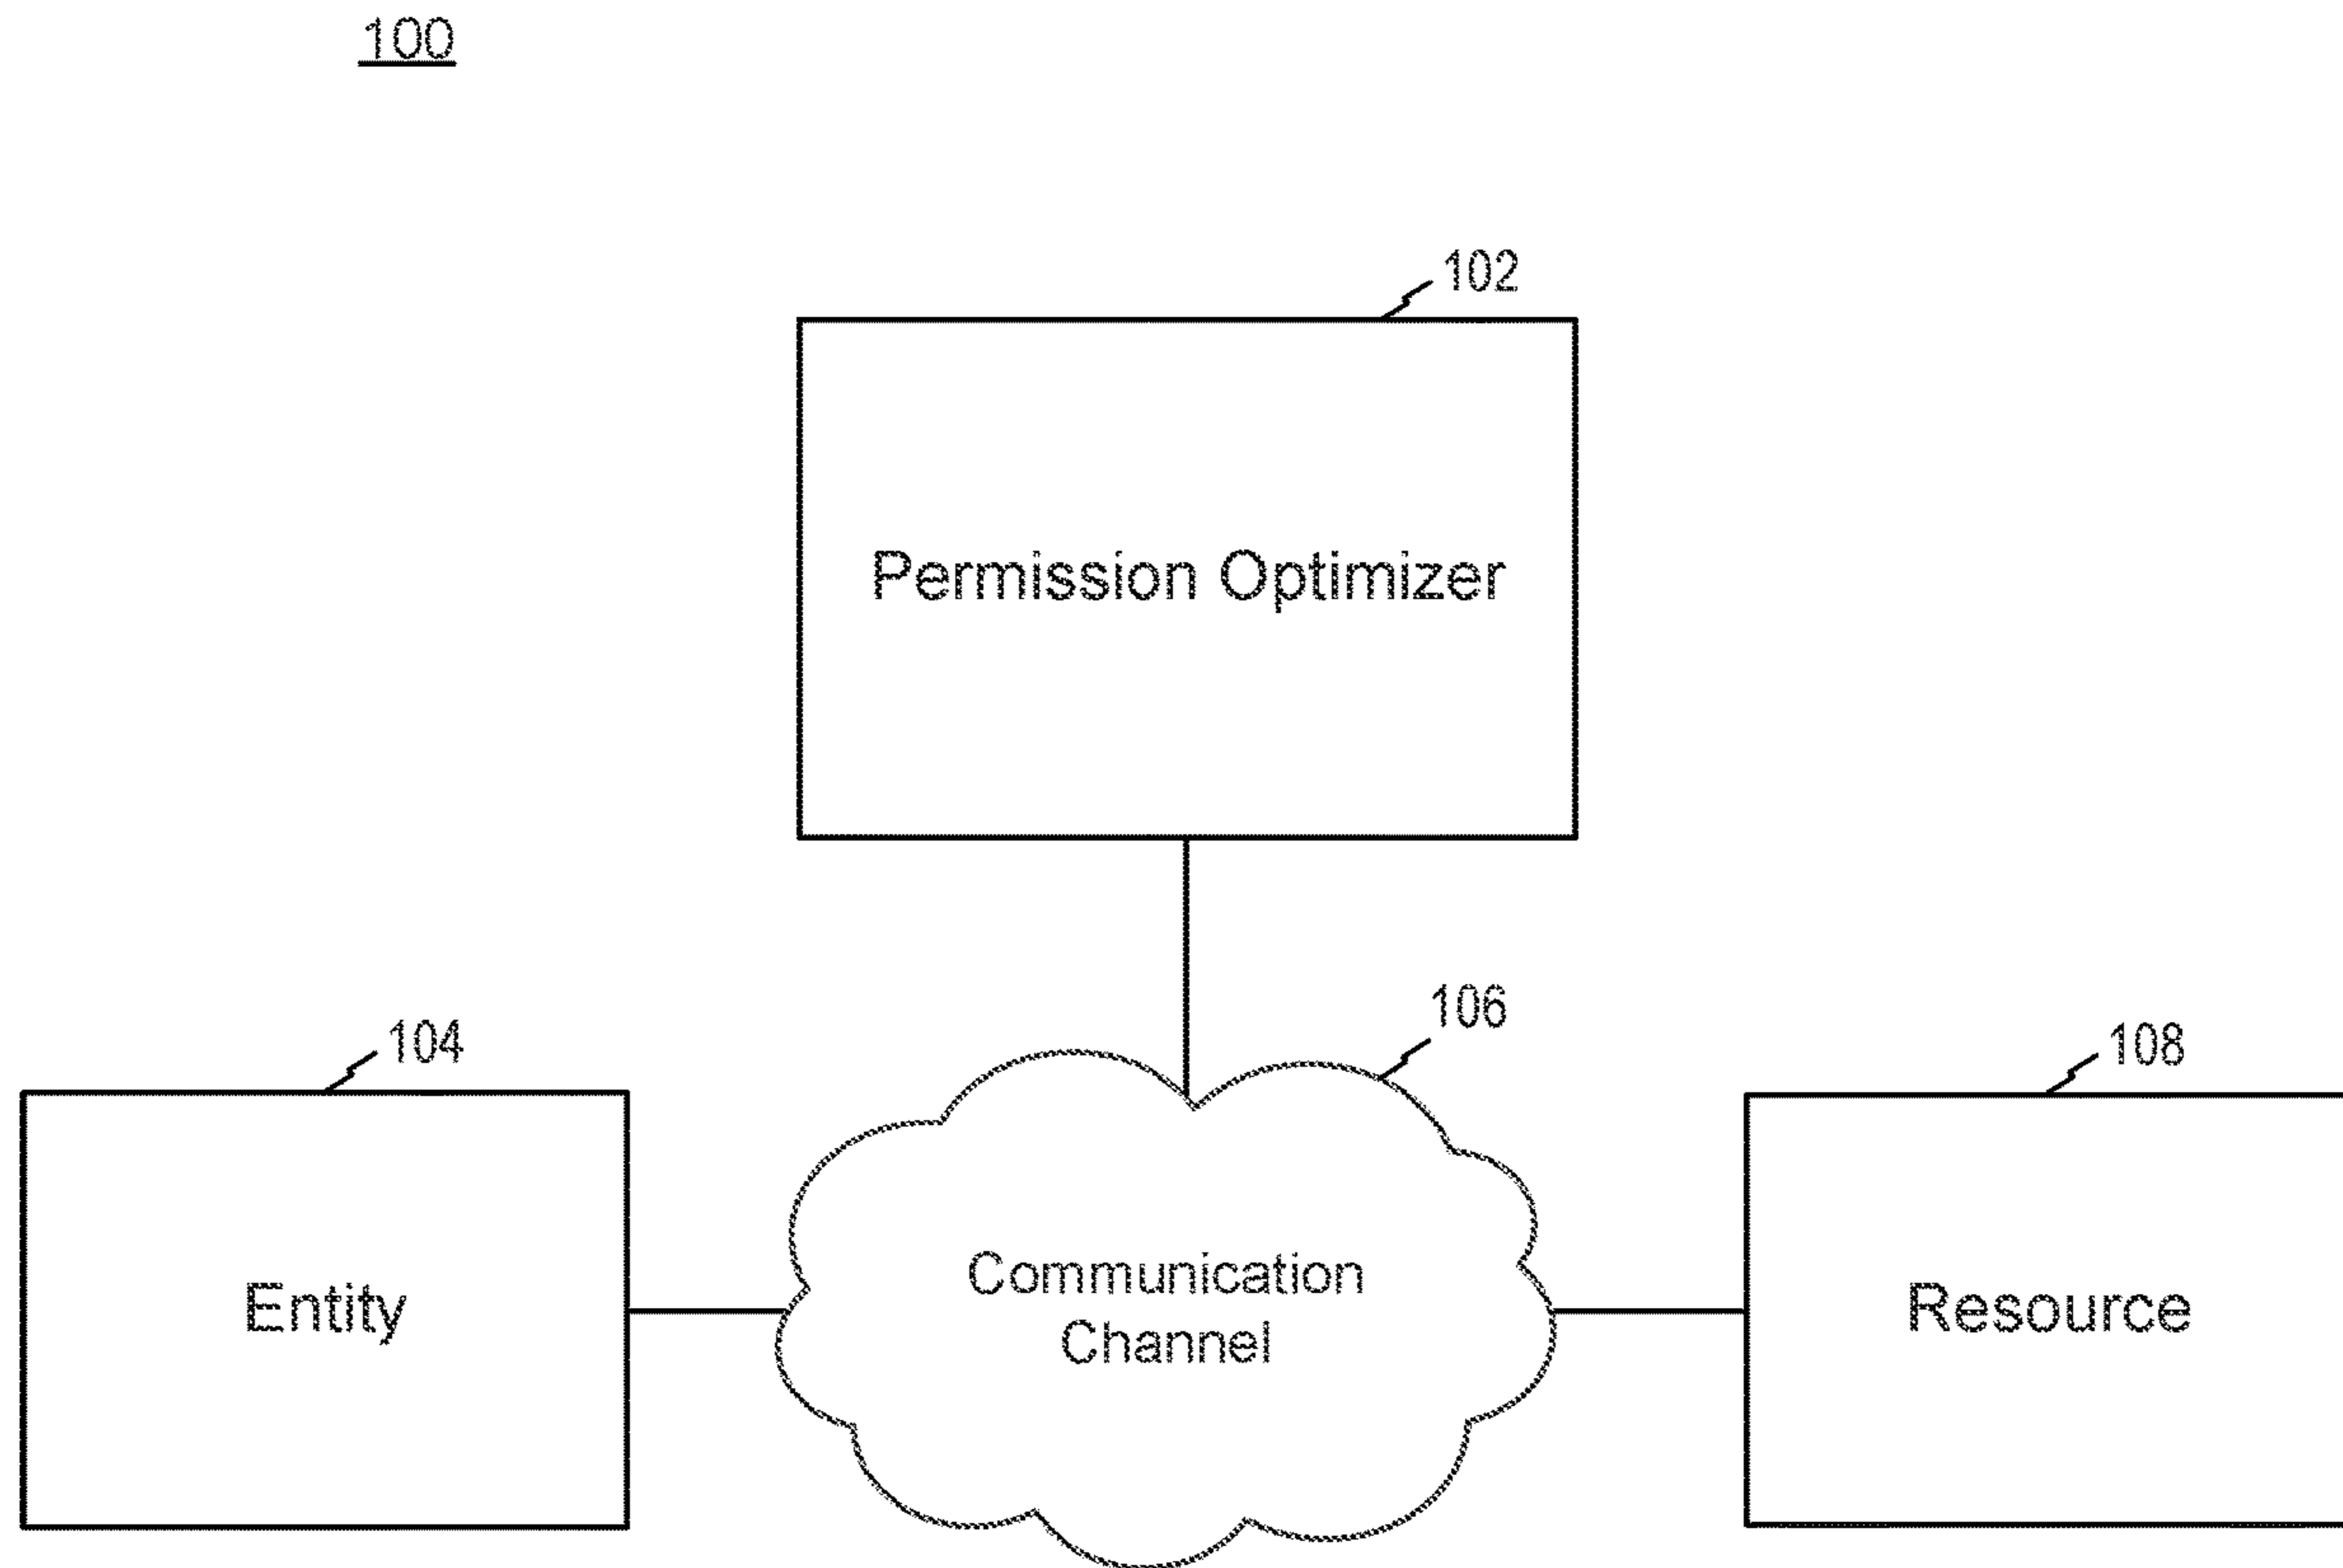 100
102
Permission Optimizer
106
104
108
Communication
Channel
Entity
Resource